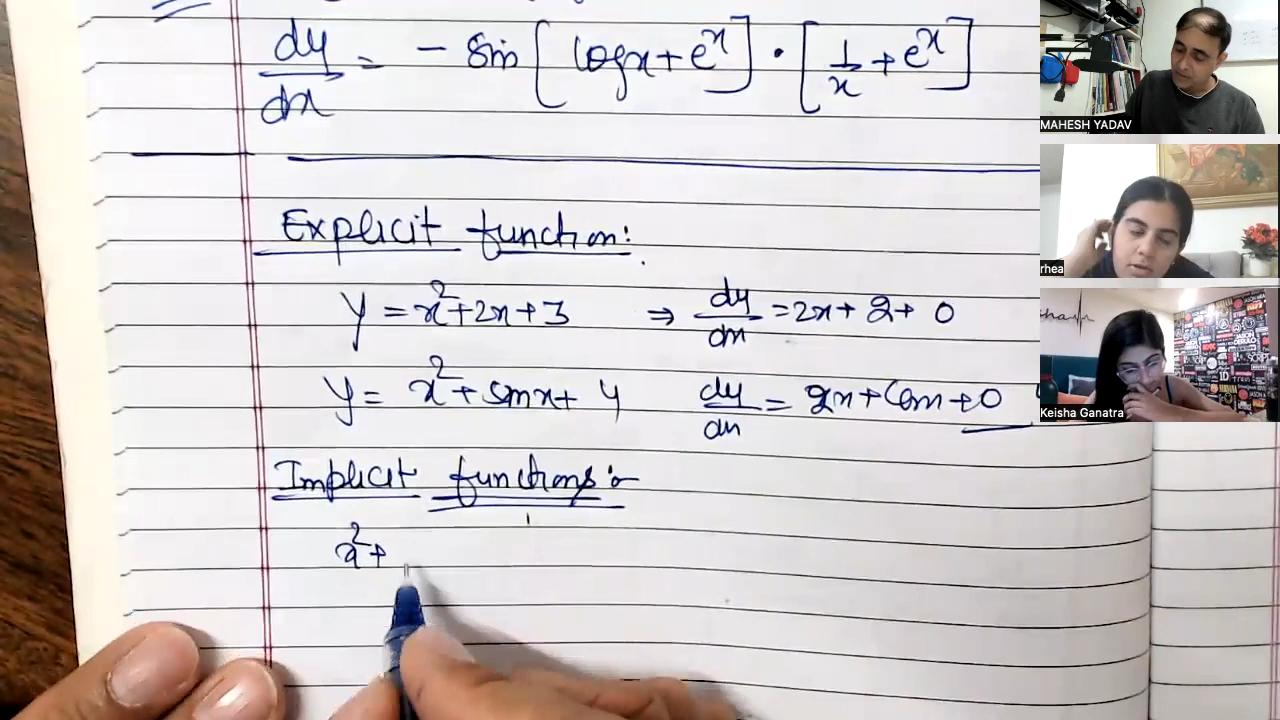 dy/dx = - Sin [logx + e^x] · [1/x + e^x]
Explicit function:
y = x² + 2x + 3 ⇒ dy/dx = 2x + 2 + 0
y = x² + sinx + 4 dy/dx = 2x + Cosx + 0
Implicit functions:-
x² +
MAHESH YADAV
rhea
Keisha Ganatra